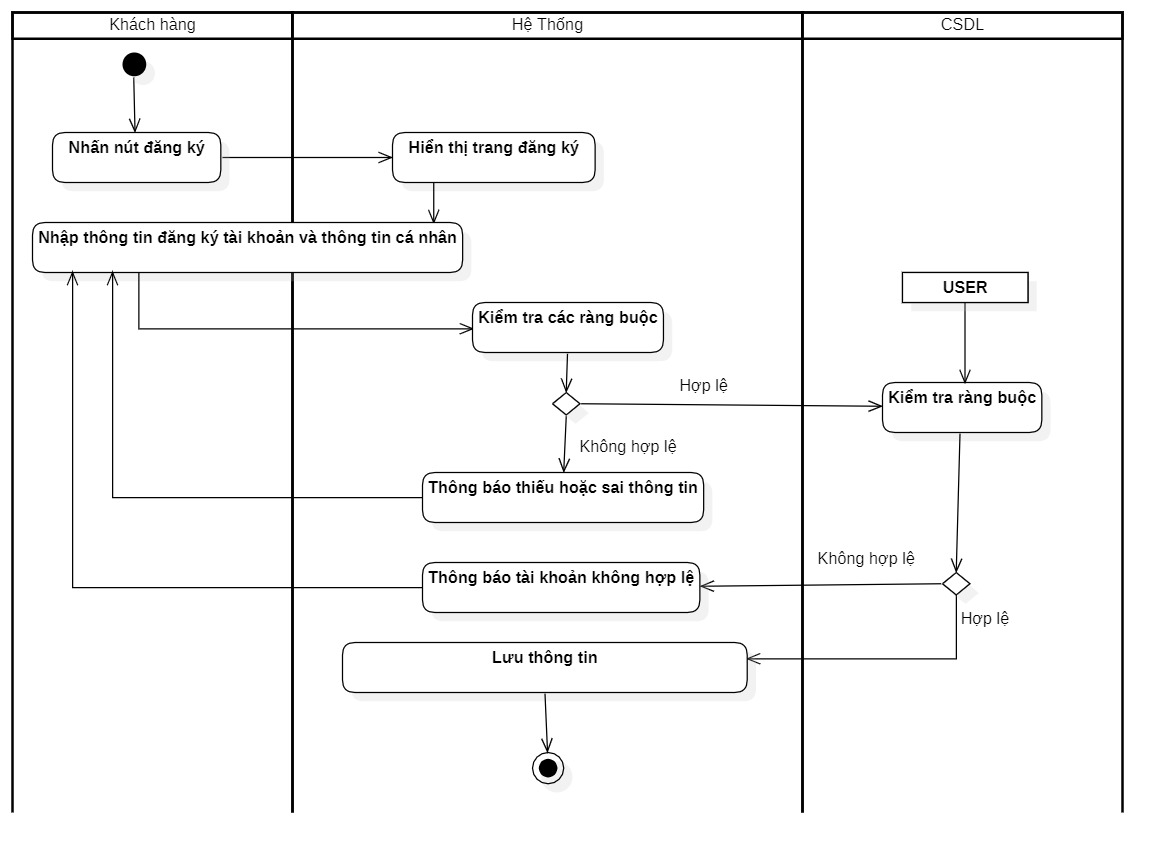 Khách hàng
Hệ Thống
CSDL
Nhấn nút đăng ký
Hiển thị trang đăng ký
Nhập thông tin đăng ký tài khoản và thông tin cá nhân
USER
Kiểm tra các ràng buộc
Hợp lệ
Kiểm tra ràng buộc
Không hợp lệ
Thông báo thiếu hoặc sai thông tin
Không hợp lệ
Thông báo tài khoản không hợp lệ
Hợp lệ
Lưu thông tin